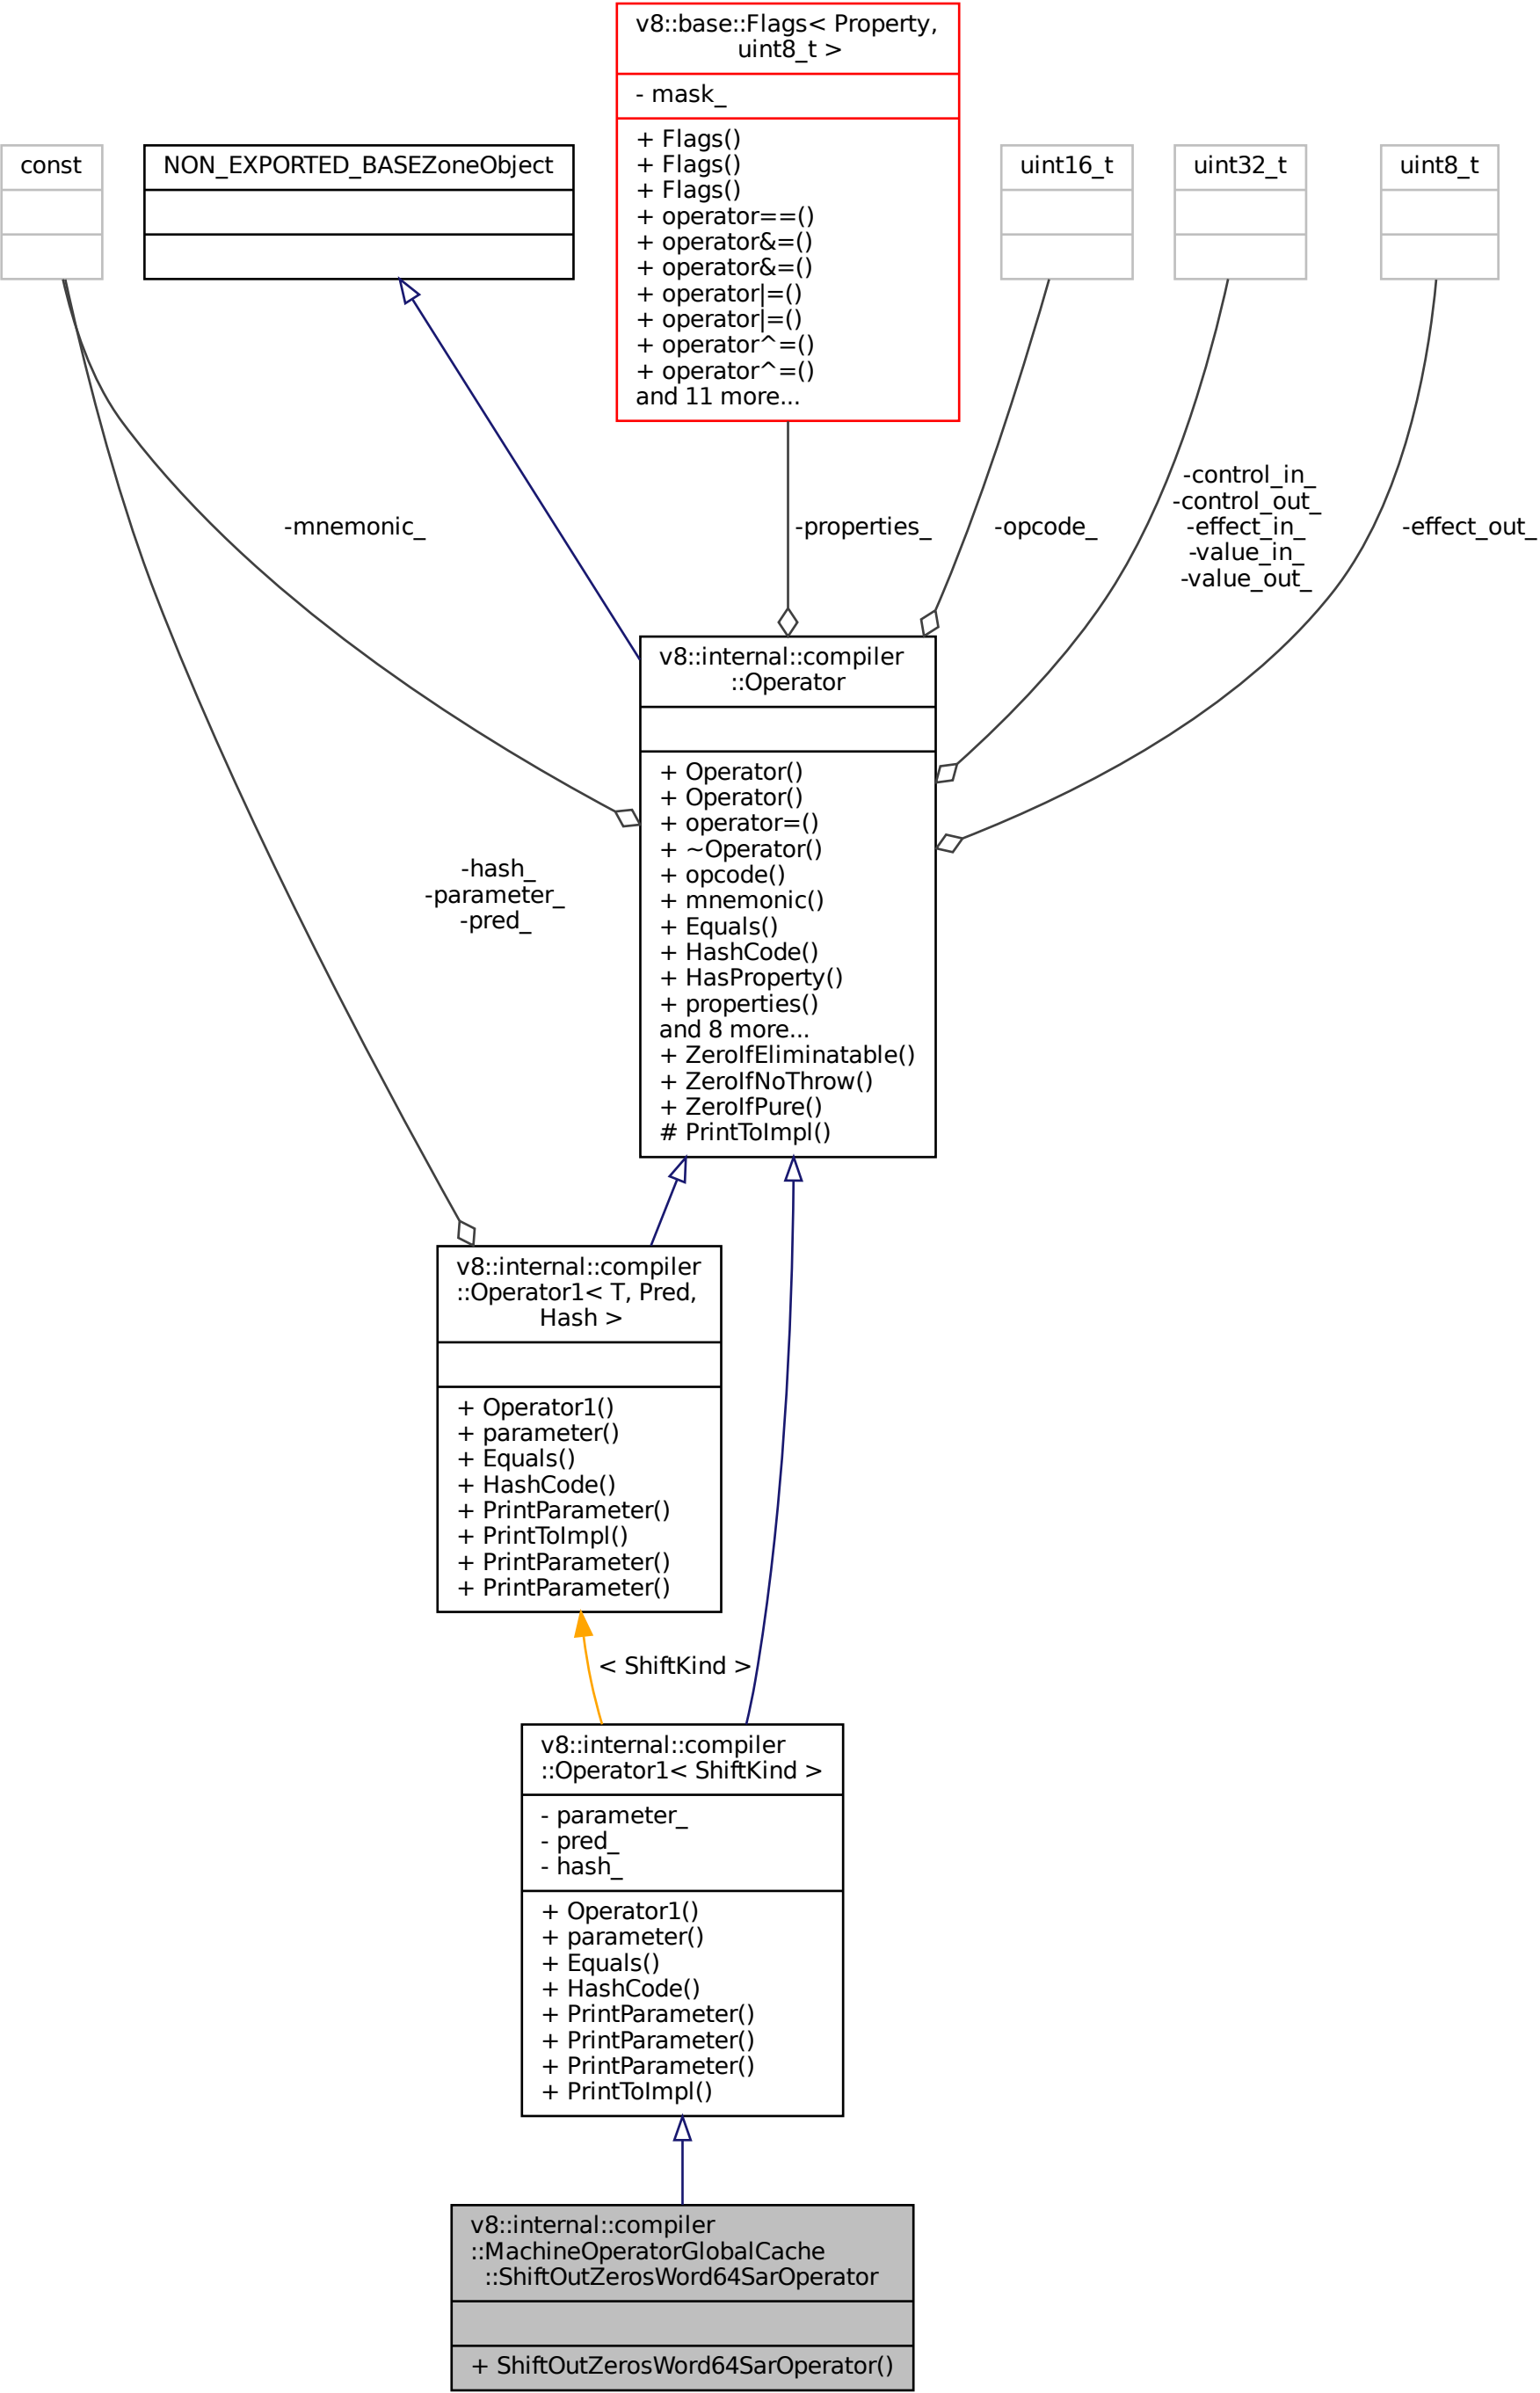 v8::base::Flags< Property,
uint8_t >
- mask_
+ Flags()
+ Flags()
+ Flags()
+ operator==()
+ operator&=()
+ operator&=()
+ operator|=()
+ operator|=()
+ operator^=()
+ operator^=()
and 11 more...
const
NON_EXPORTED_BASEZoneObject
uint16_t
uint32_t
uint8_t
-mnemonic_
-properties_
-opcode_
-control_in_
-control_out_
-effect_in_
-value_in_
-value_out_
-effect_out_
v8::internal::compiler
::Operator
+ Operator()
+ Operator()
+ operator=()
+ ~Operator()
+ opcode()
+ mnemonic()
+ Equals()
+ HashCode()
+ HasProperty()
+ properties()
and 8 more...
+ ZeroIfEliminatable()
+ ZeroIfNoThrow()
+ ZeroIfPure()
# PrintToImpl()
-hash_
-parameter_
-pred_
v8::internal::compiler
::Operator1< T, Pred,
Hash >
+ Operator1()
+ parameter()
+ Equals()
+ HashCode()
+ PrintParameter()
+ PrintToImpl()
+ PrintParameter()
+ PrintParameter()
< ShiftKind >
v8::internal::compiler
::Operator1< ShiftKind >
- parameter_
- pred_
- hash_
+ Operator1()
+ parameter()
+ Equals()
+ HashCode()
+ PrintParameter()
+ PrintParameter()
+ PrintParameter()
+ PrintToImpl()
v8::internal::compiler
::MachineOperatorGlobalCache
::ShiftOutZerosWord64SarOperator
+ ShiftOutZerosWord64SarOperator()